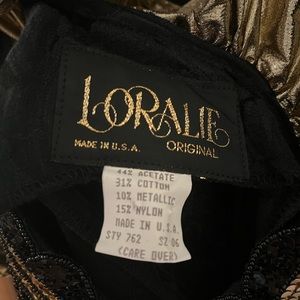 LORALIE
MADE IN U.S.A. ORIGINAL
44% ACETATE
31% COTTON
10% METALLIC
15% NYLON
MADE IN U.S.A
STY 762 SZ 06
(CARE OVER)